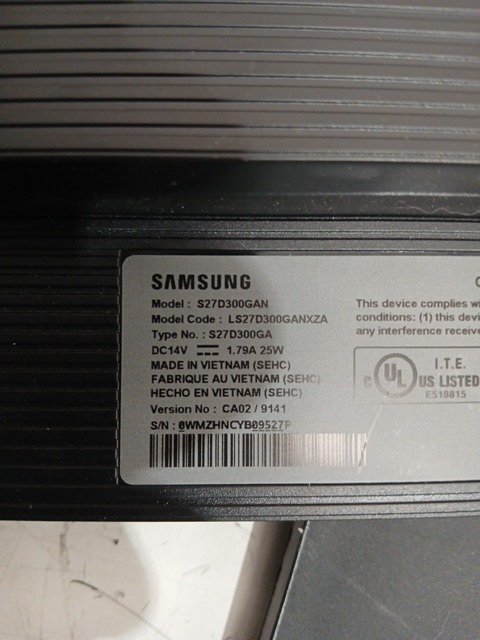 SAMSUNG
Model : S27D300GAN
Model Code : LS27D300GANXZA
Type No. : S27D300GA
DC14V ⎓ 1.79A 25W
MADE IN VIETNAM (SEHC)
FABRIQUE AU VIETNAM (SEHC)
HECHO EN VIETNAM (SEHC)
Version No : CA02 / 9141
S/N : 0WMZHNCYB09527P
This device complies
conditions: (1) this
any interference
C UL US LISTED
I.T.E.
E518815